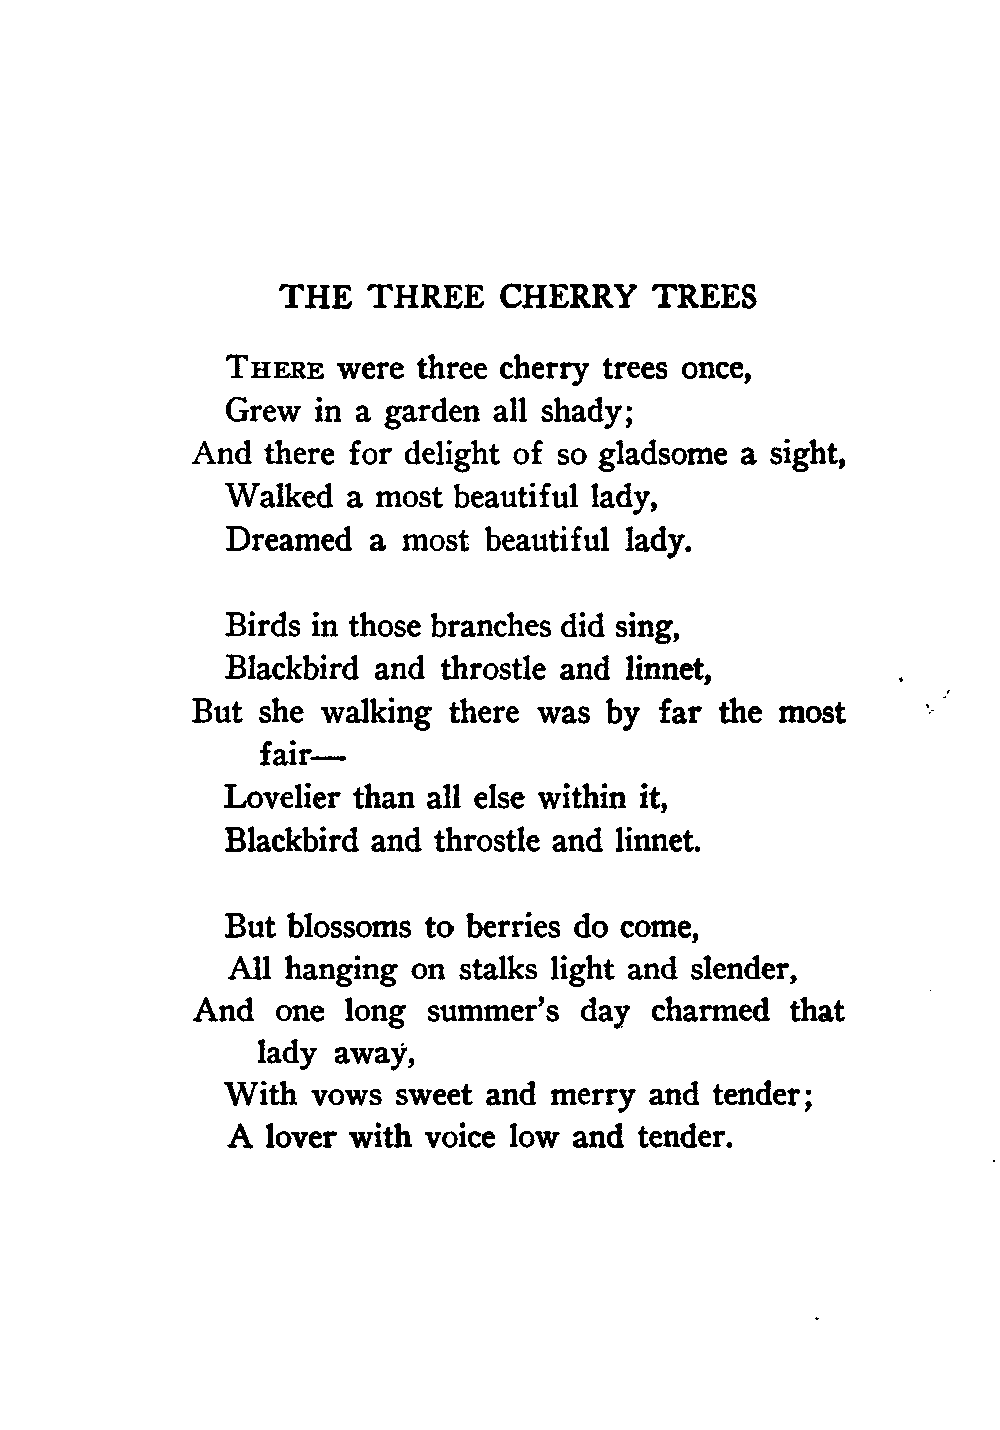 THE THREE CHERRY TREES
THERE were three cherry trees once,
Grew in a garden all shady;
And there for delight of so gladsome a sight,
Walked a most beautiful lady,
Dreamed a most beautiful lady.
Birds in those branches did sing,
Blackbird and throstle and linnet,
But she walking there was by far the most
fair—
Lovelier than all else within it,
Blackbird and throstle and linnet.
But blossoms to berries do come,
All hanging on stalks light and slender,
And one long summer's day charmed that
lady away,
With vows sweet and merry and tender;
A lover with voice low and tender.